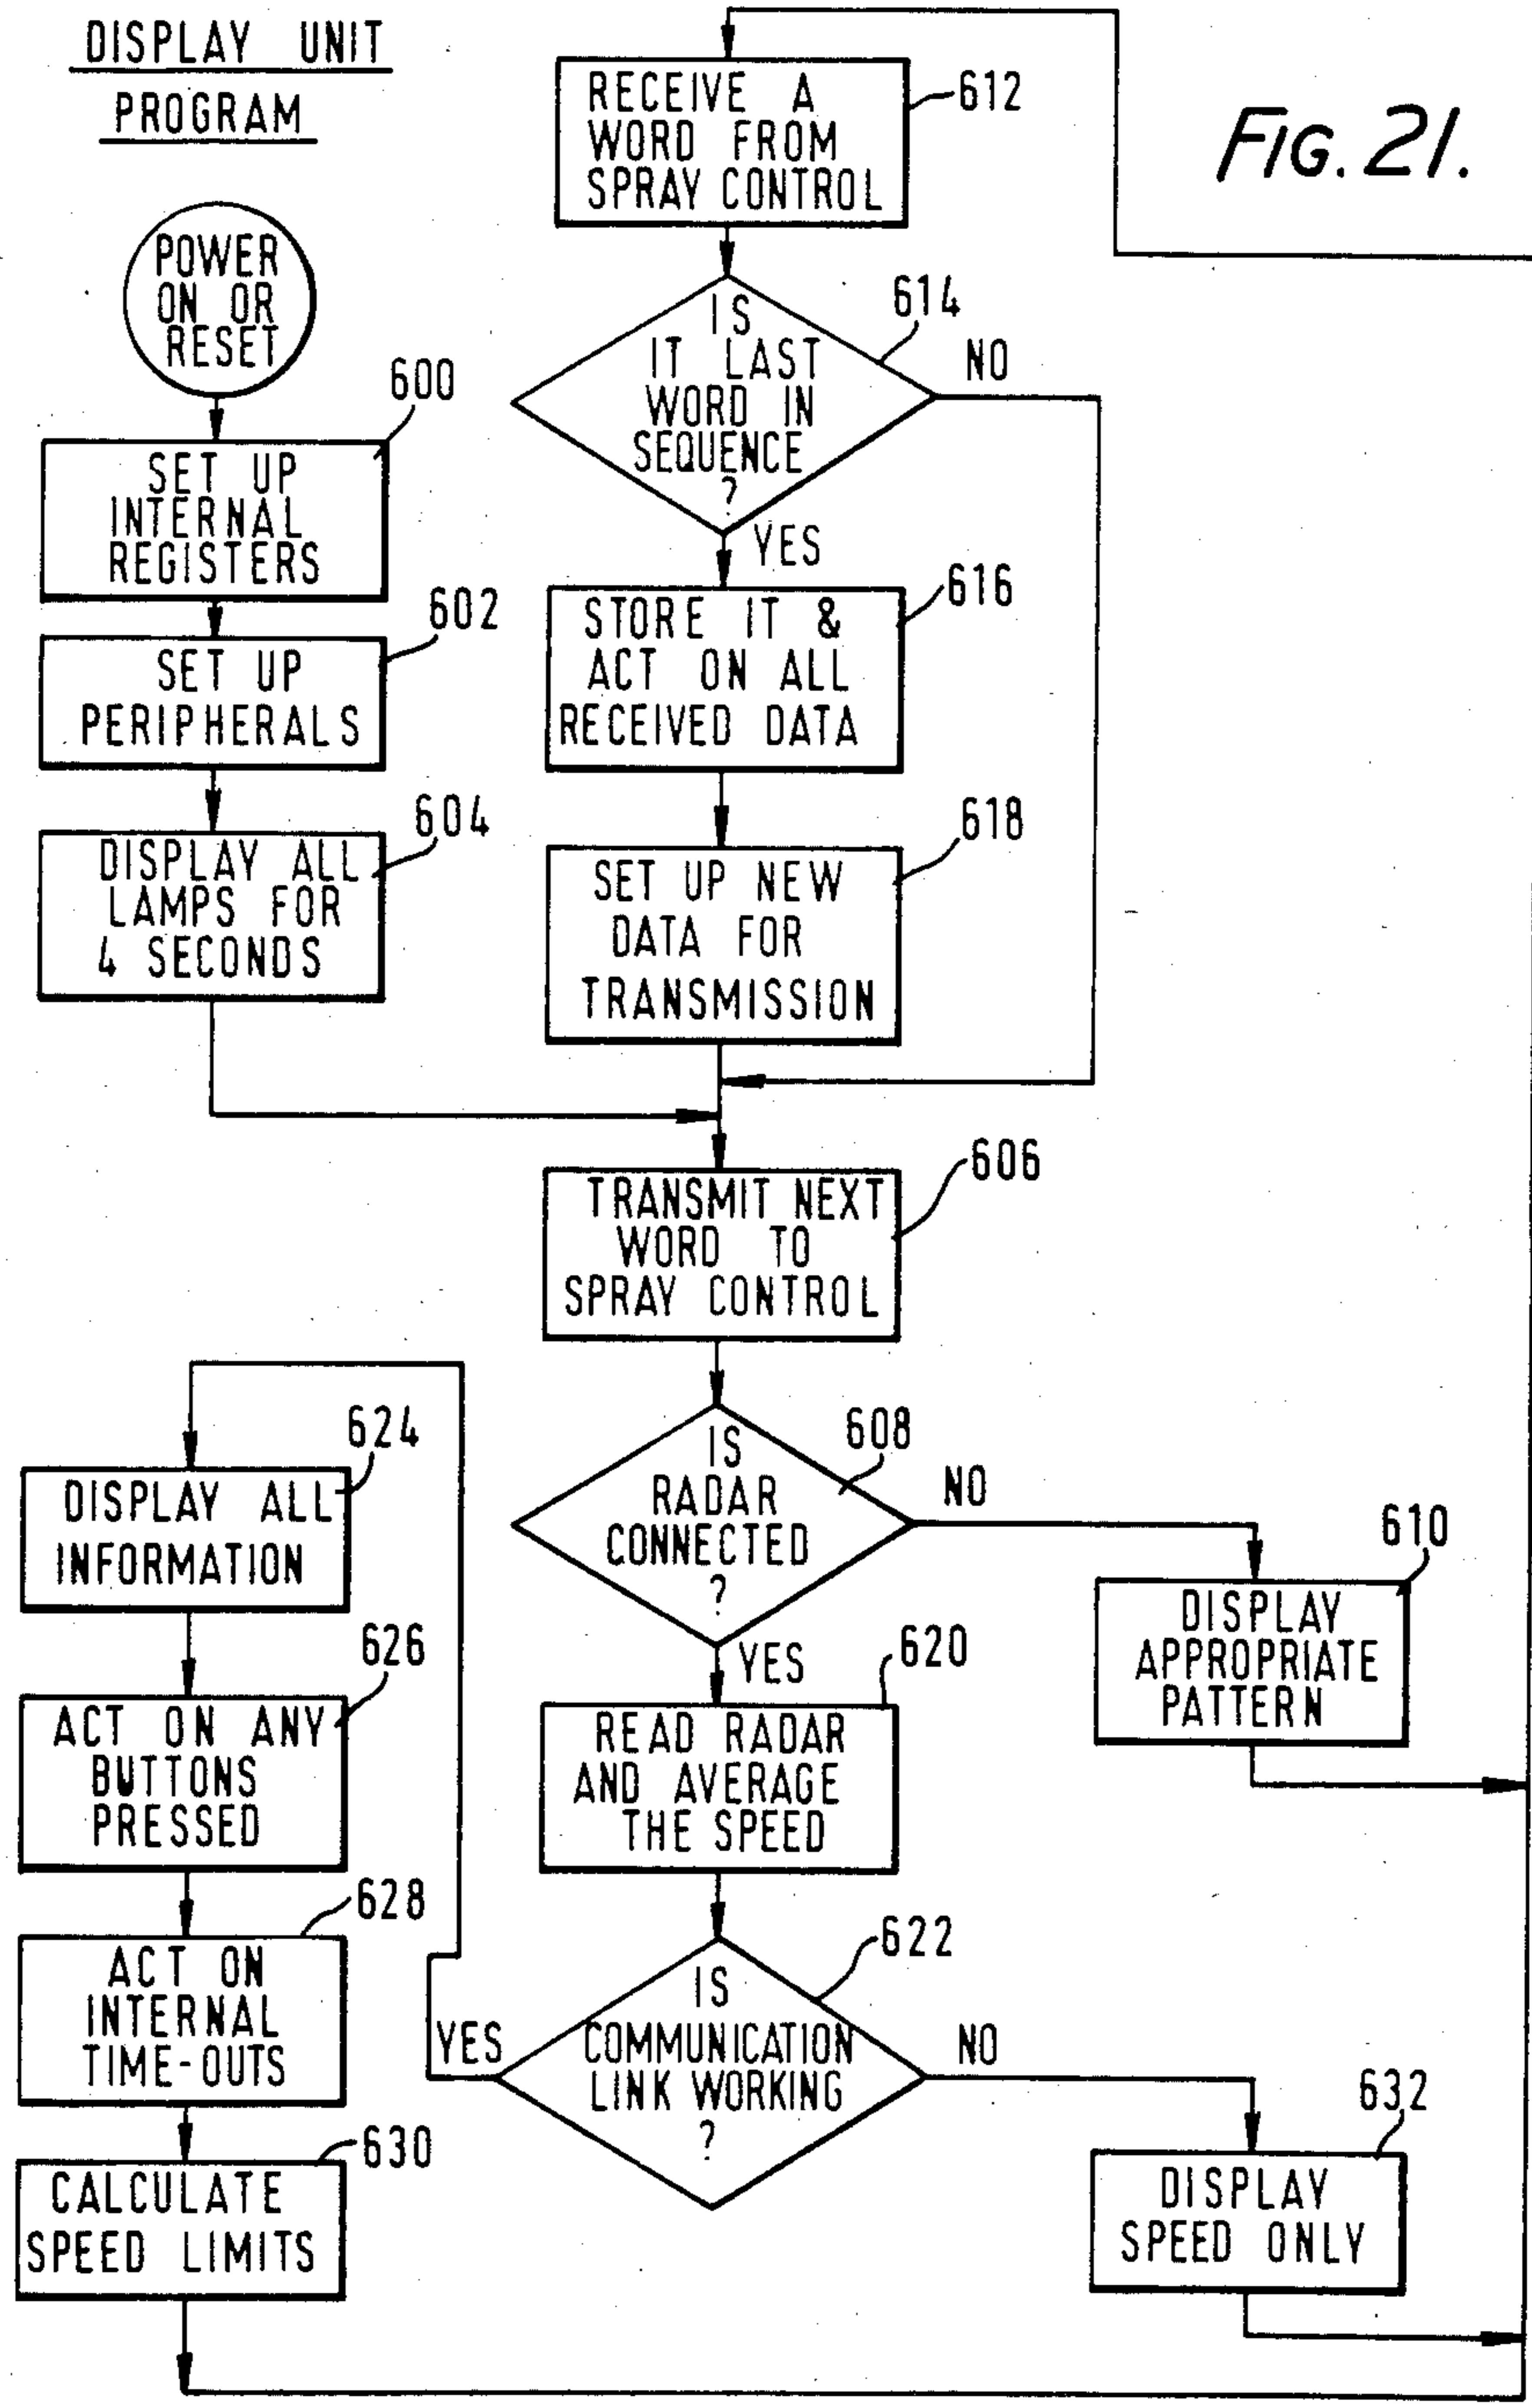 DISPLAY UNIT
PROGRAM
FIG. 21.
POWER
ON OR
RESET
600
SET UP
INTERNAL
REGISTERS
602
SET UP
PERIPHERALS
604
DISPLAY ALL
LAMPS FOR
4 SECONDS
612
RECEIVE A
WORD FROM
SPRAY CONTROL
614
IS
IT LAST
WORD IN
SEQUENCE
?
NO
YES
616
STORE IT &
ACT ON ALL
RECEIVED DATA
618
SET UP NEW
DATA FOR
TRANSMISSION
606
TRANSMIT NEXT
WORD TO
SPRAY CONTROL
608
IS
RADAR
CONNECTED
?
NO
YES
610
DISPLAY
APPROPRIATE
PATTERN
620
READ RADAR
AND AVERAGE
THE SPEED
622
IS
COMMUNICATION
LINK WORKING
?
YES
NO
632
DISPLAY
SPEED ONLY
624
DISPLAY ALL
INFORMATION
626
ACT ON ANY
BUTTONS
PRESSED
628
ACT ON
INTERNAL
TIME-OUTS
630
CALCULATE
SPEED LIMITS